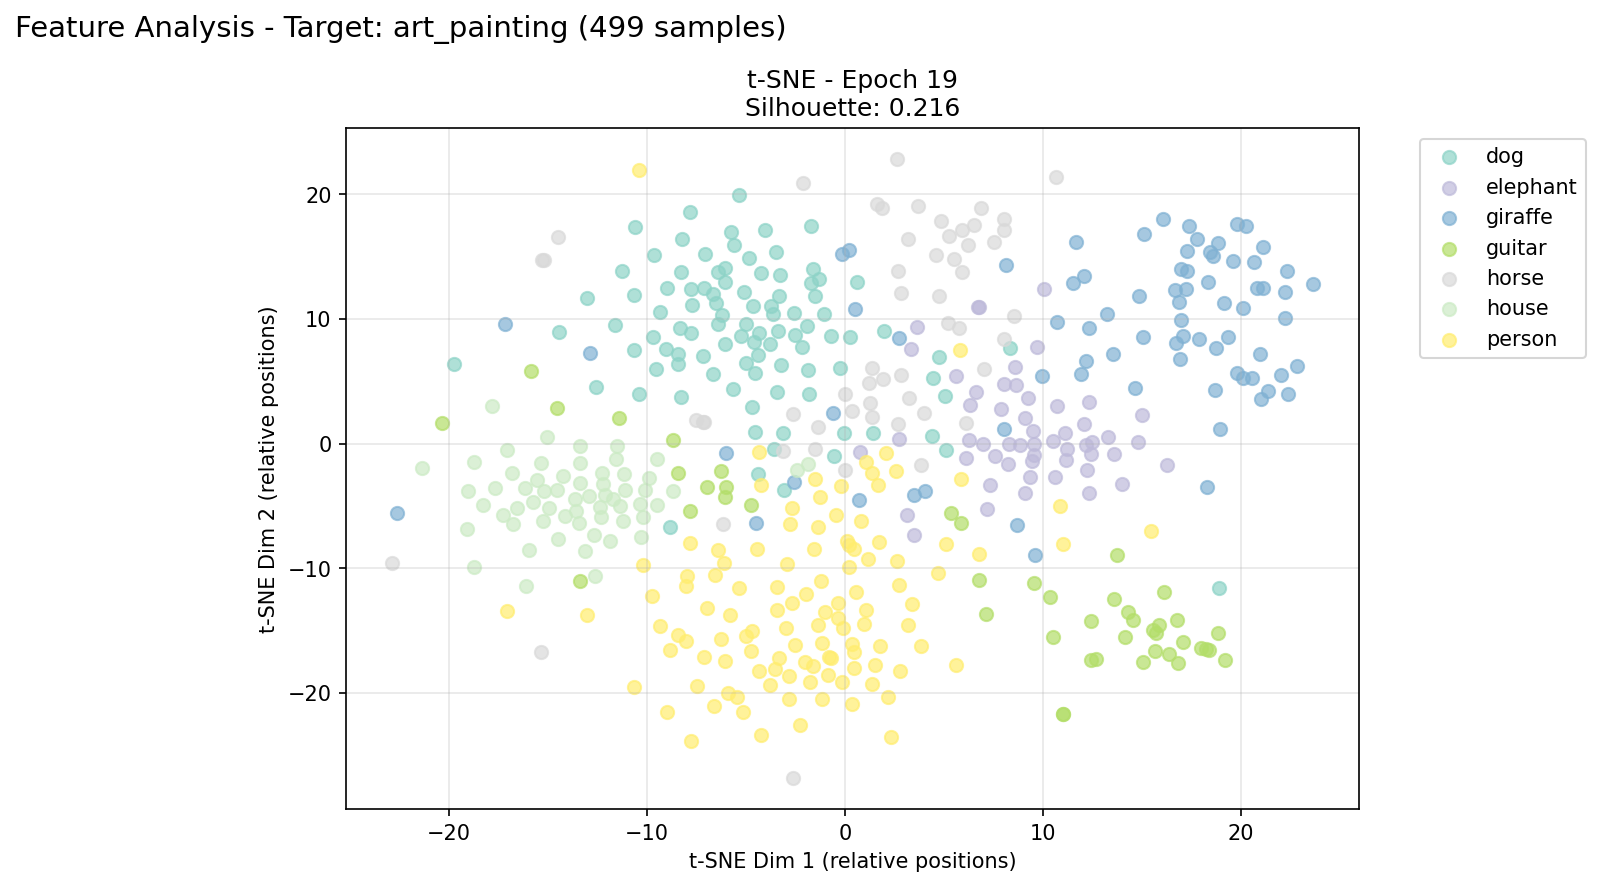 Feature Analysis - Target: art_painting (499 samples)
t-SNE - Epoch 19
Silhouette: 0.216
dog
elephant
giraffe
guitar
horse
house
person
20
10
0
−10
−20
t-SNE Dim 2 (relative positions)
−20
−10
0
10
20
t-SNE Dim 1 (relative positions)